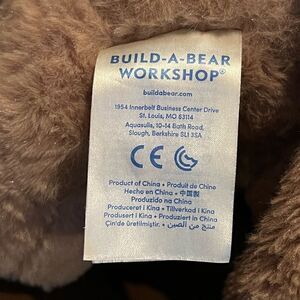 BUILD-A-BEAR
WORKSHOP®
buildabear.com
1954 Innerbelt Business Center Drive
St. Louis, MO 63114
Aquasulis, 10-14 Bath Road,
Slough, Berkshire SL1 3SA
CE
Product of China • Produit de Chine
Hecho en China • 中国制造
Produzido na China
Produceret i Kina • Tillverkad i Kina
Produsert i Kina • Produziert in China
Çin'de üretilmiştir. • منتج من الصين